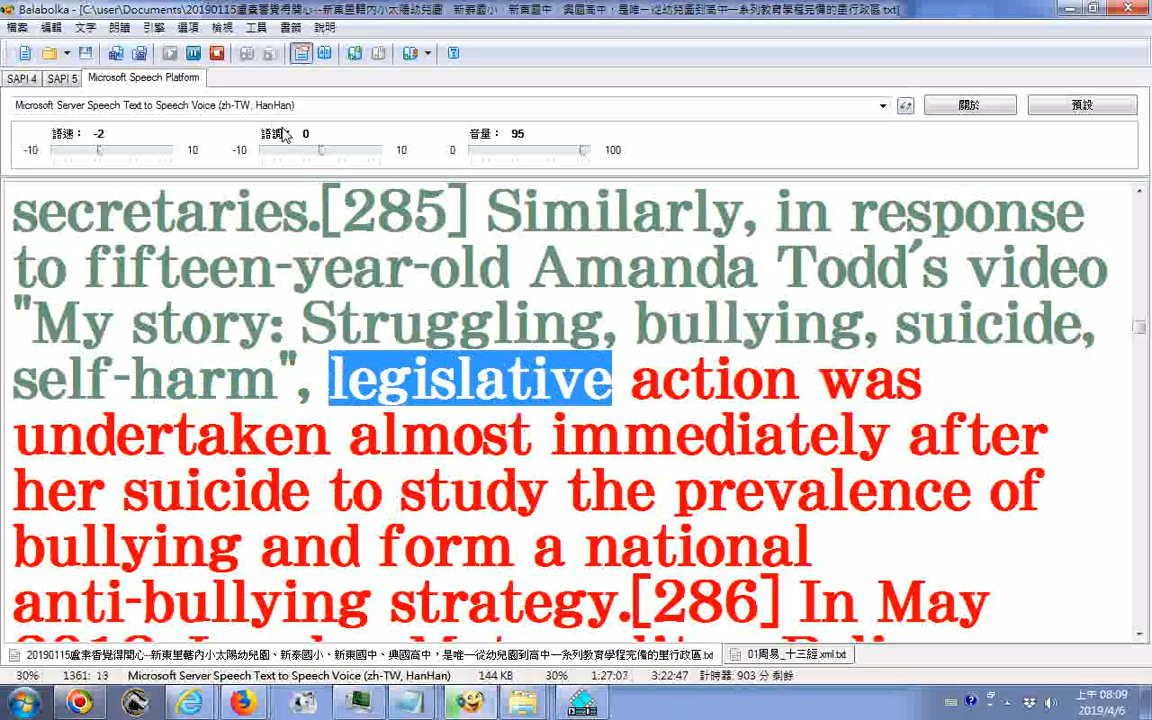 Balabolka - [C:\user\Documents\20190115盧素香覺得開心--新東里轄內小太陽幼兒園、新泰國小、新東國中、興國高中，是唯一從幼兒園到高中一系列教育學程完備的里行政區.txt]
檔案 編輯 文字 朗讀 引擎 選項 檢視 工具 書籤 說明
SAPI 4 SAPI 5 Microsoft Speech Platform
Microsoft Server Speech Text to Speech Voice (zh-TW, HanHan) 關於 預設
語速： -2 語調： 0 音量： 95
-10 10 -10 10 0 100
secretaries.[285] Similarly, in response
to fifteen-year-old Amanda Todd's video
"My story: Struggling, bullying, suicide,
self-harm", legislative action was
undertaken almost immediately after
her suicide to study the prevalence of
bullying and form a national
anti-bullying strategy.[286] In May
20190115盧素香覺得開心--新東里轄內小太陽幼兒園、新泰國小、新東國中、興國高中，是唯一從幼兒園到高中一系列教育學程完備的里行政區.txt 01周易_十三經.xml.txt
30% 1361: 13 Microsoft Server Speech Text to Speech Voice (zh-TW, HanHan) 144 KB 30% 1:27:07 3:22:47 計時器: 903 分 剩餘
上午 08:09
2019/4/6